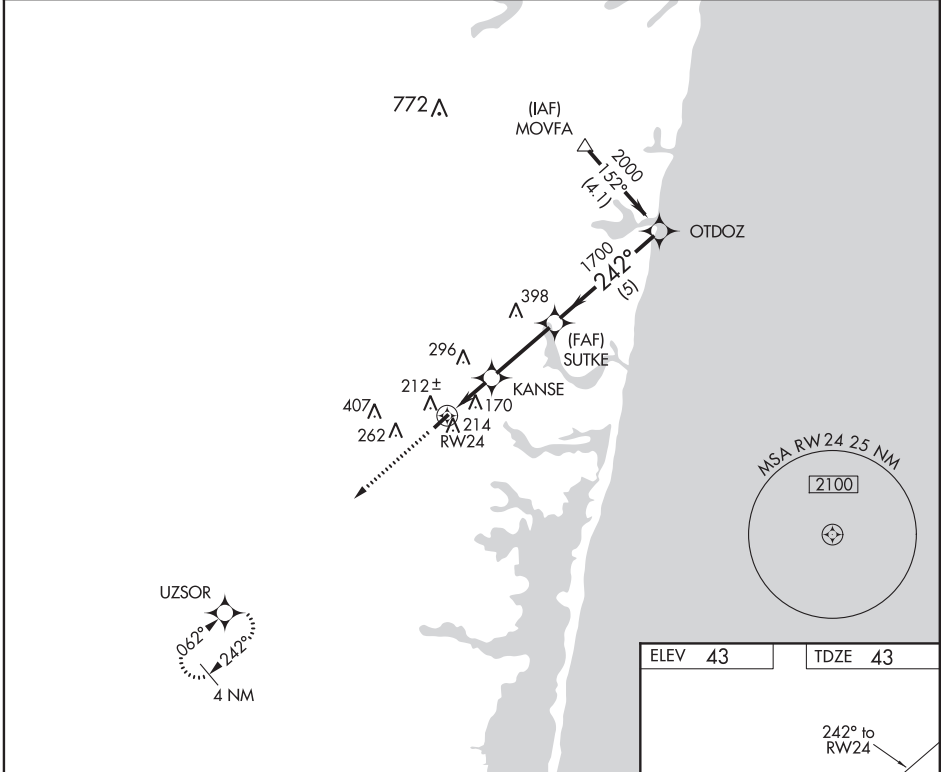 772
(IAF)
MOVFA
2000
152°
(4.1)
OTDOZ
1700
242°
(5)
398
(FAF)
SUTKE
296
KANSE
212±
170
407
214
262
RW24
MSA RW24 25 NM
2100
UZSOR
062°
242°
4 NM
ELEV 43
TDZE 43
242° to
RW24